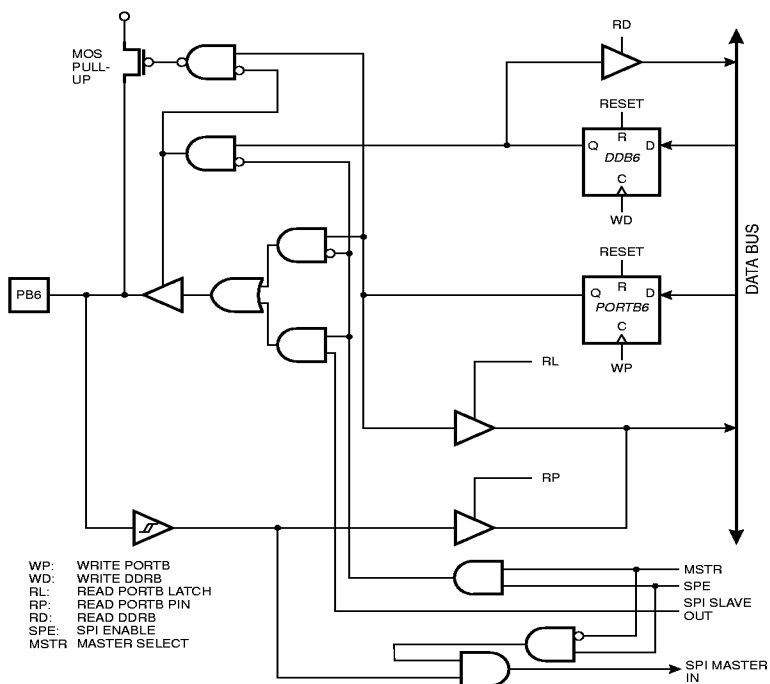 RD
MOS
PULL-
UP
RESET
R
Q
D
DDB6
C
WD
RESET
DATA BUS
R
Q
D
PB6
PORTB6
C
WP
RL
RP
WP: WRITE PORTB
WD: WRITE DDRB
RL: READ PORTB LATCH
RP: READ PORTB PIN
RD: READ DDRB
SPE: SPI ENABLE
MSTR MASTER SELECT
MSTR
SPE
SPI SLAVE
OUT
SPI MASTER
IN